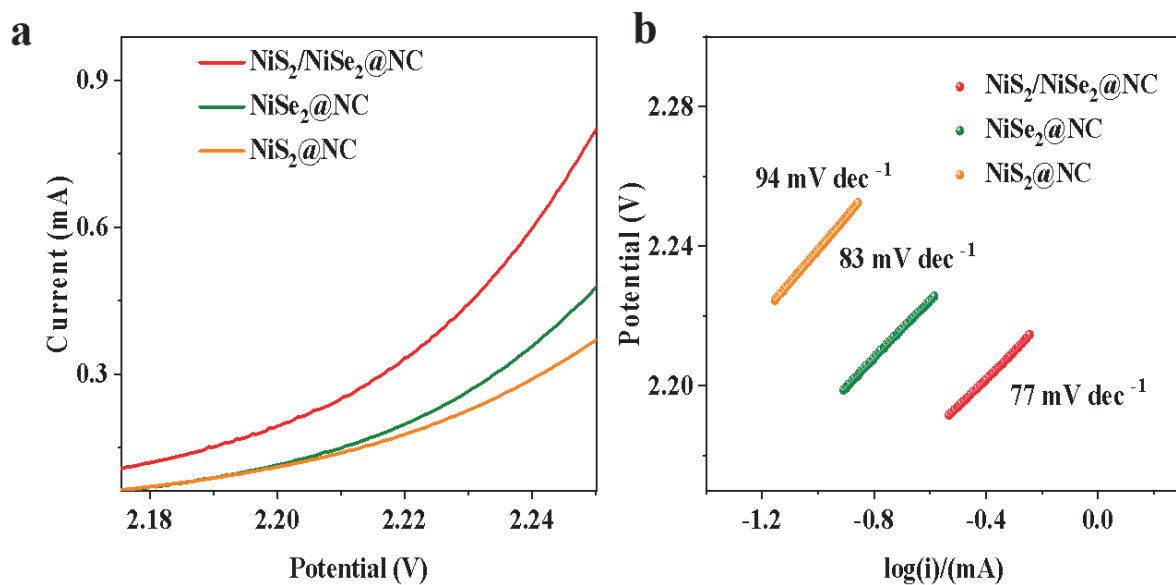 a
NiS₂/NiSe₂@NC
NiSe₂@NC
NiS₂@NC
0.9
0.6
0.3
Current (mA)
2.18 2.20 2.22 2.24
Potential (V)
b
NiS₂/NiSe₂@NC
NiSe₂@NC
NiS₂@NC
94 mV dec ⁻¹
83 mV dec ⁻¹
77 mV dec ⁻¹
2.28
2.24
2.20
Potential (V)
-1.2 -0.8 -0.4 0.0
log(i)/(mA)